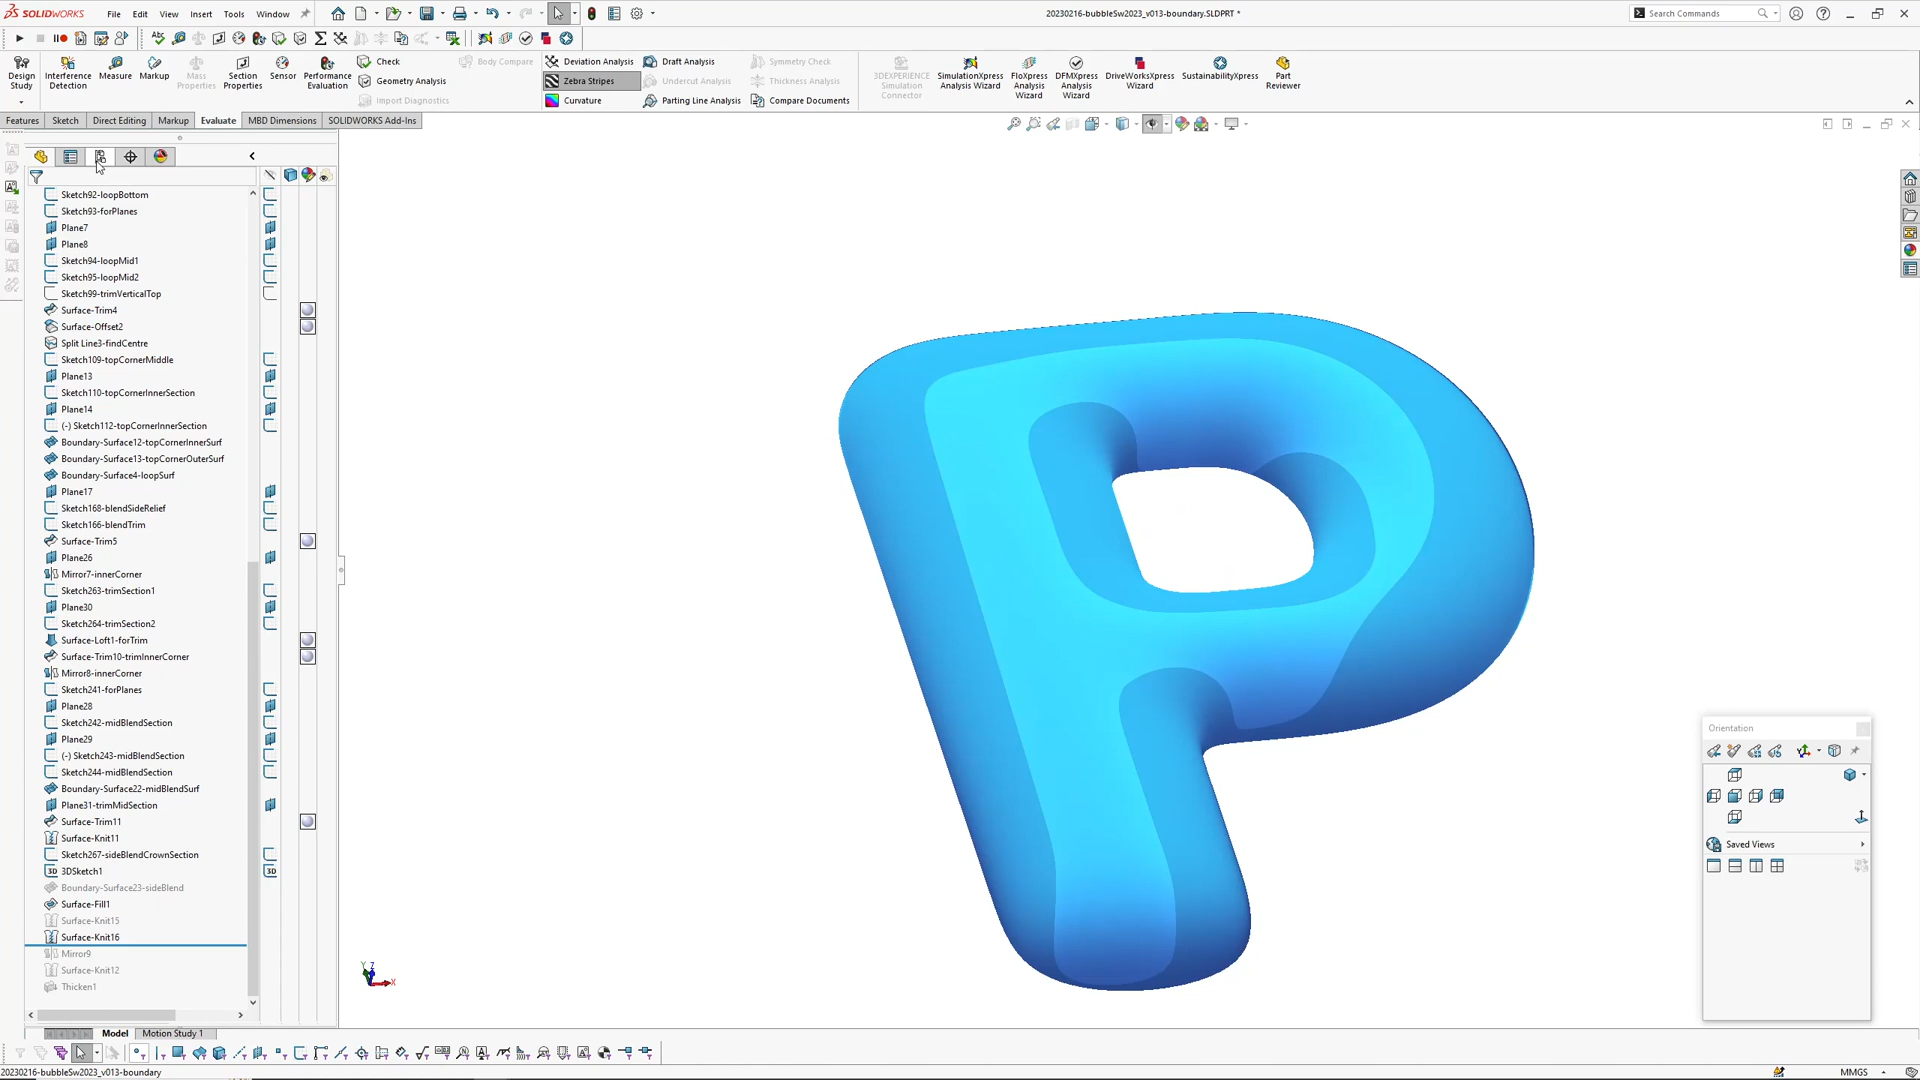 SOLIDWORKS
File
Edit
View
Insert
Tools
Window
20230216-bubbleSw2023_v013-boundary.SLDPRT *
Search Commands
Design Study
Interference Detection
Measure
Markup
Mass Properties
Section Properties
Sensor
Performance Evaluation
Check
Geometry Analysis
Import Diagnostics
Body Compare
Deviation Analysis
Zebra Stripes
Curvature
Draft Analysis
Undercut Analysis
Parting Line Analysis
Symmetry Check
Thickness Analysis
Compare Documents
3DEXPERIENCE Simulation Connector
SimulationXpress Analysis Wizard
FloXpress Analysis Wizard
DFMXpress Analysis Wizard
DriveWorksXpress Wizard
SustainabilityXpress
Part Reviewer
Features
Sketch
Direct Editing
Markup
Evaluate
MBD Dimensions
SOLIDWORKS Add-Ins
Sketch92-loopBottom
Sketch93-forPlanes
Plane7
Plane8
Sketch94-loopMid1
Sketch95-loopMid2
Sketch99-trimVerticalTop
Surface-Trim4
Surface-Offset2
Split Line3-findCentre
Sketch109-topCornerMiddle
Plane13
Sketch110-topCornerInnerSection
Plane14
(-) Sketch112-topCornerInnerSection
Boundary-Surface12-topCornerInnerSurf
Boundary-Surface13-topCornerOuterSurf
Boundary-Surface4-loopSurf
Plane17
Sketch168-blendSideRelief
Sketch166-blendTrim
Surface-Trim5
Plane26
Mirror7-innerCorner
Sketch263-trimSection1
Plane30
Sketch264-trimSection2
Surface-Loft1-forTrim
Surface-Trim10-trimInnerCorner
Mirror8-innerCorner
Sketch241-forPlanes
Plane28
Sketch242-midBlendSection
Plane29
(-) Sketch243-midBlendSection
Sketch244-midBlendSection
Boundary-Surface22-midBlendSurf
Plane31-trimMidSection
Surface-Trim11
Surface-Knit11
Sketch267-sideBlendCrownSection
3D 3DSketch1 3D
Boundary-Surface23-sideBlend
Surface-Fill1
Surface-Knit15
Surface-Knit16
Mirror9
Surface-Knit12
Thicken1
Y
Z
X
Orientation
Saved Views
Model
Motion Study 1
20230216-bubbleSw2023_v013-boundary
MMGS